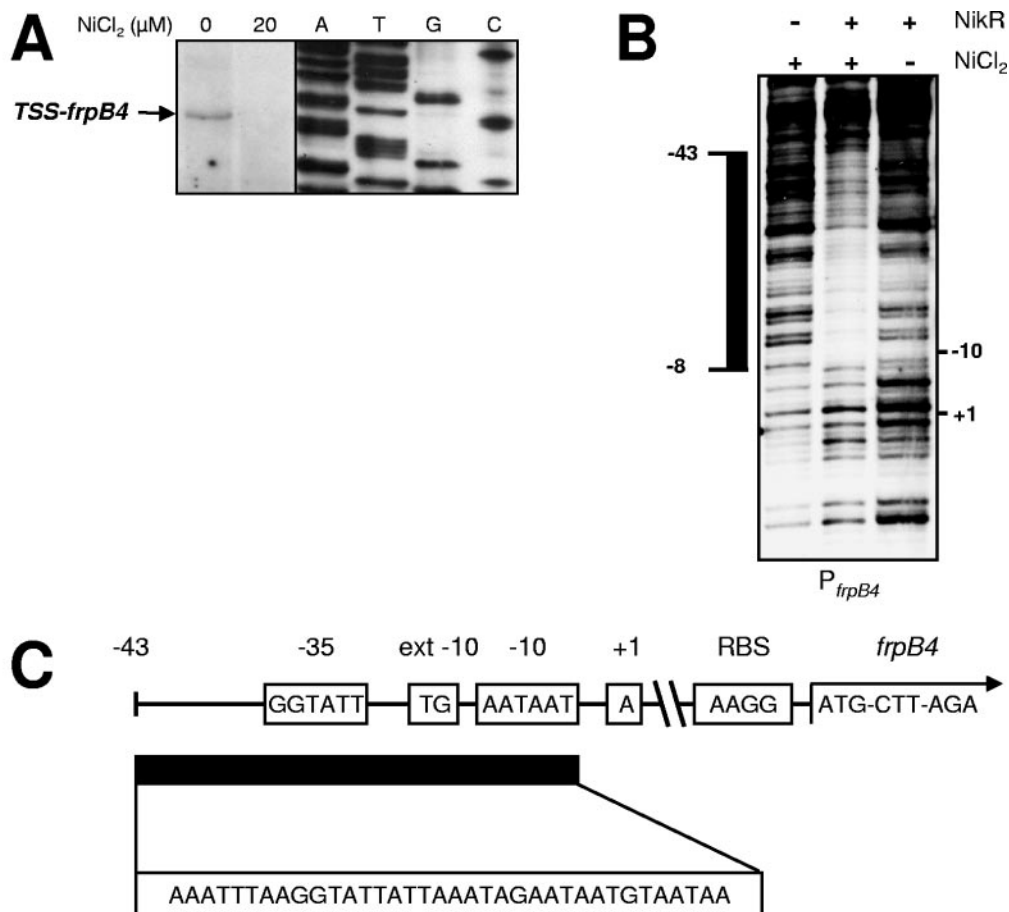 A
NiCl2 (µM) 0 20 A T G C
TSS-frpB4
B
- + + NikR
+ + - NiCl2
-43
-8
-10
+1
PfrpB4
C
-43 -35 ext -10 -10 +1 RBS frpB4
GGTATT TG AATAAT A AAGG ATG-CTT-AGA
AAATTTAAGGTATTATTAAATAGAATAATGTAATAA